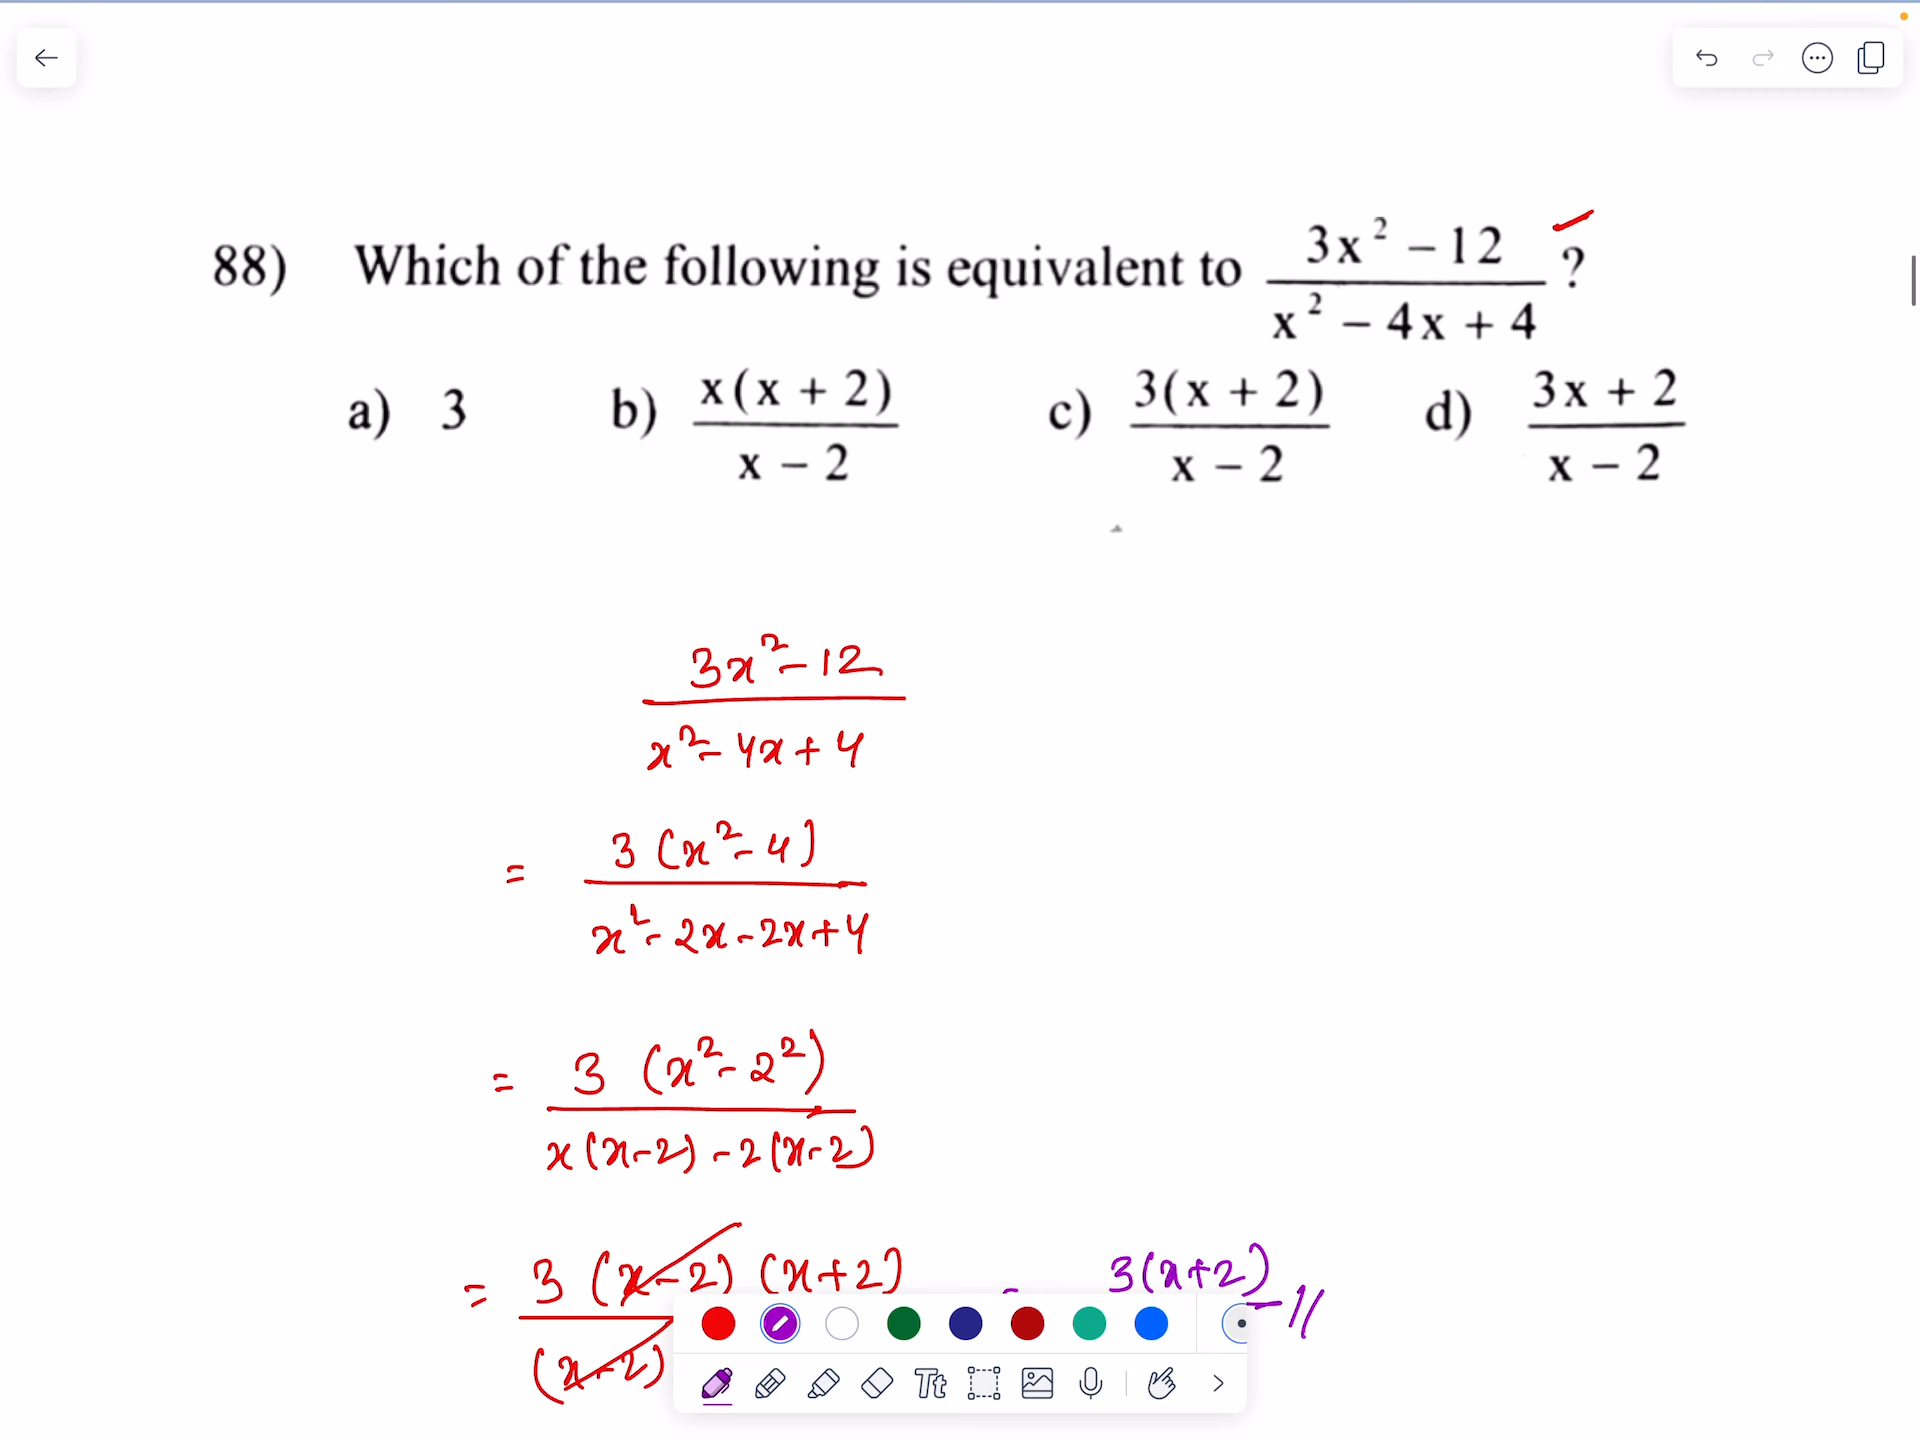 88) Which of the following is equivalent to (3x² − 12)/(x² − 4x + 4) ?
a) 3 b) x(x + 2)/(x − 2) c) 3(x + 2)/(x − 2) d) (3x + 2)/(x − 2)
3x² - 12
x² - 4x + 4
= 3 (x² - 4)
x² - 2x - 2x + 4
= 3 (x² - 2²)
x (x - 2) - 2 (x - 2)
= 3 (x - 2) (x + 2) = 3(x + 2)
(x - 2)
Tt